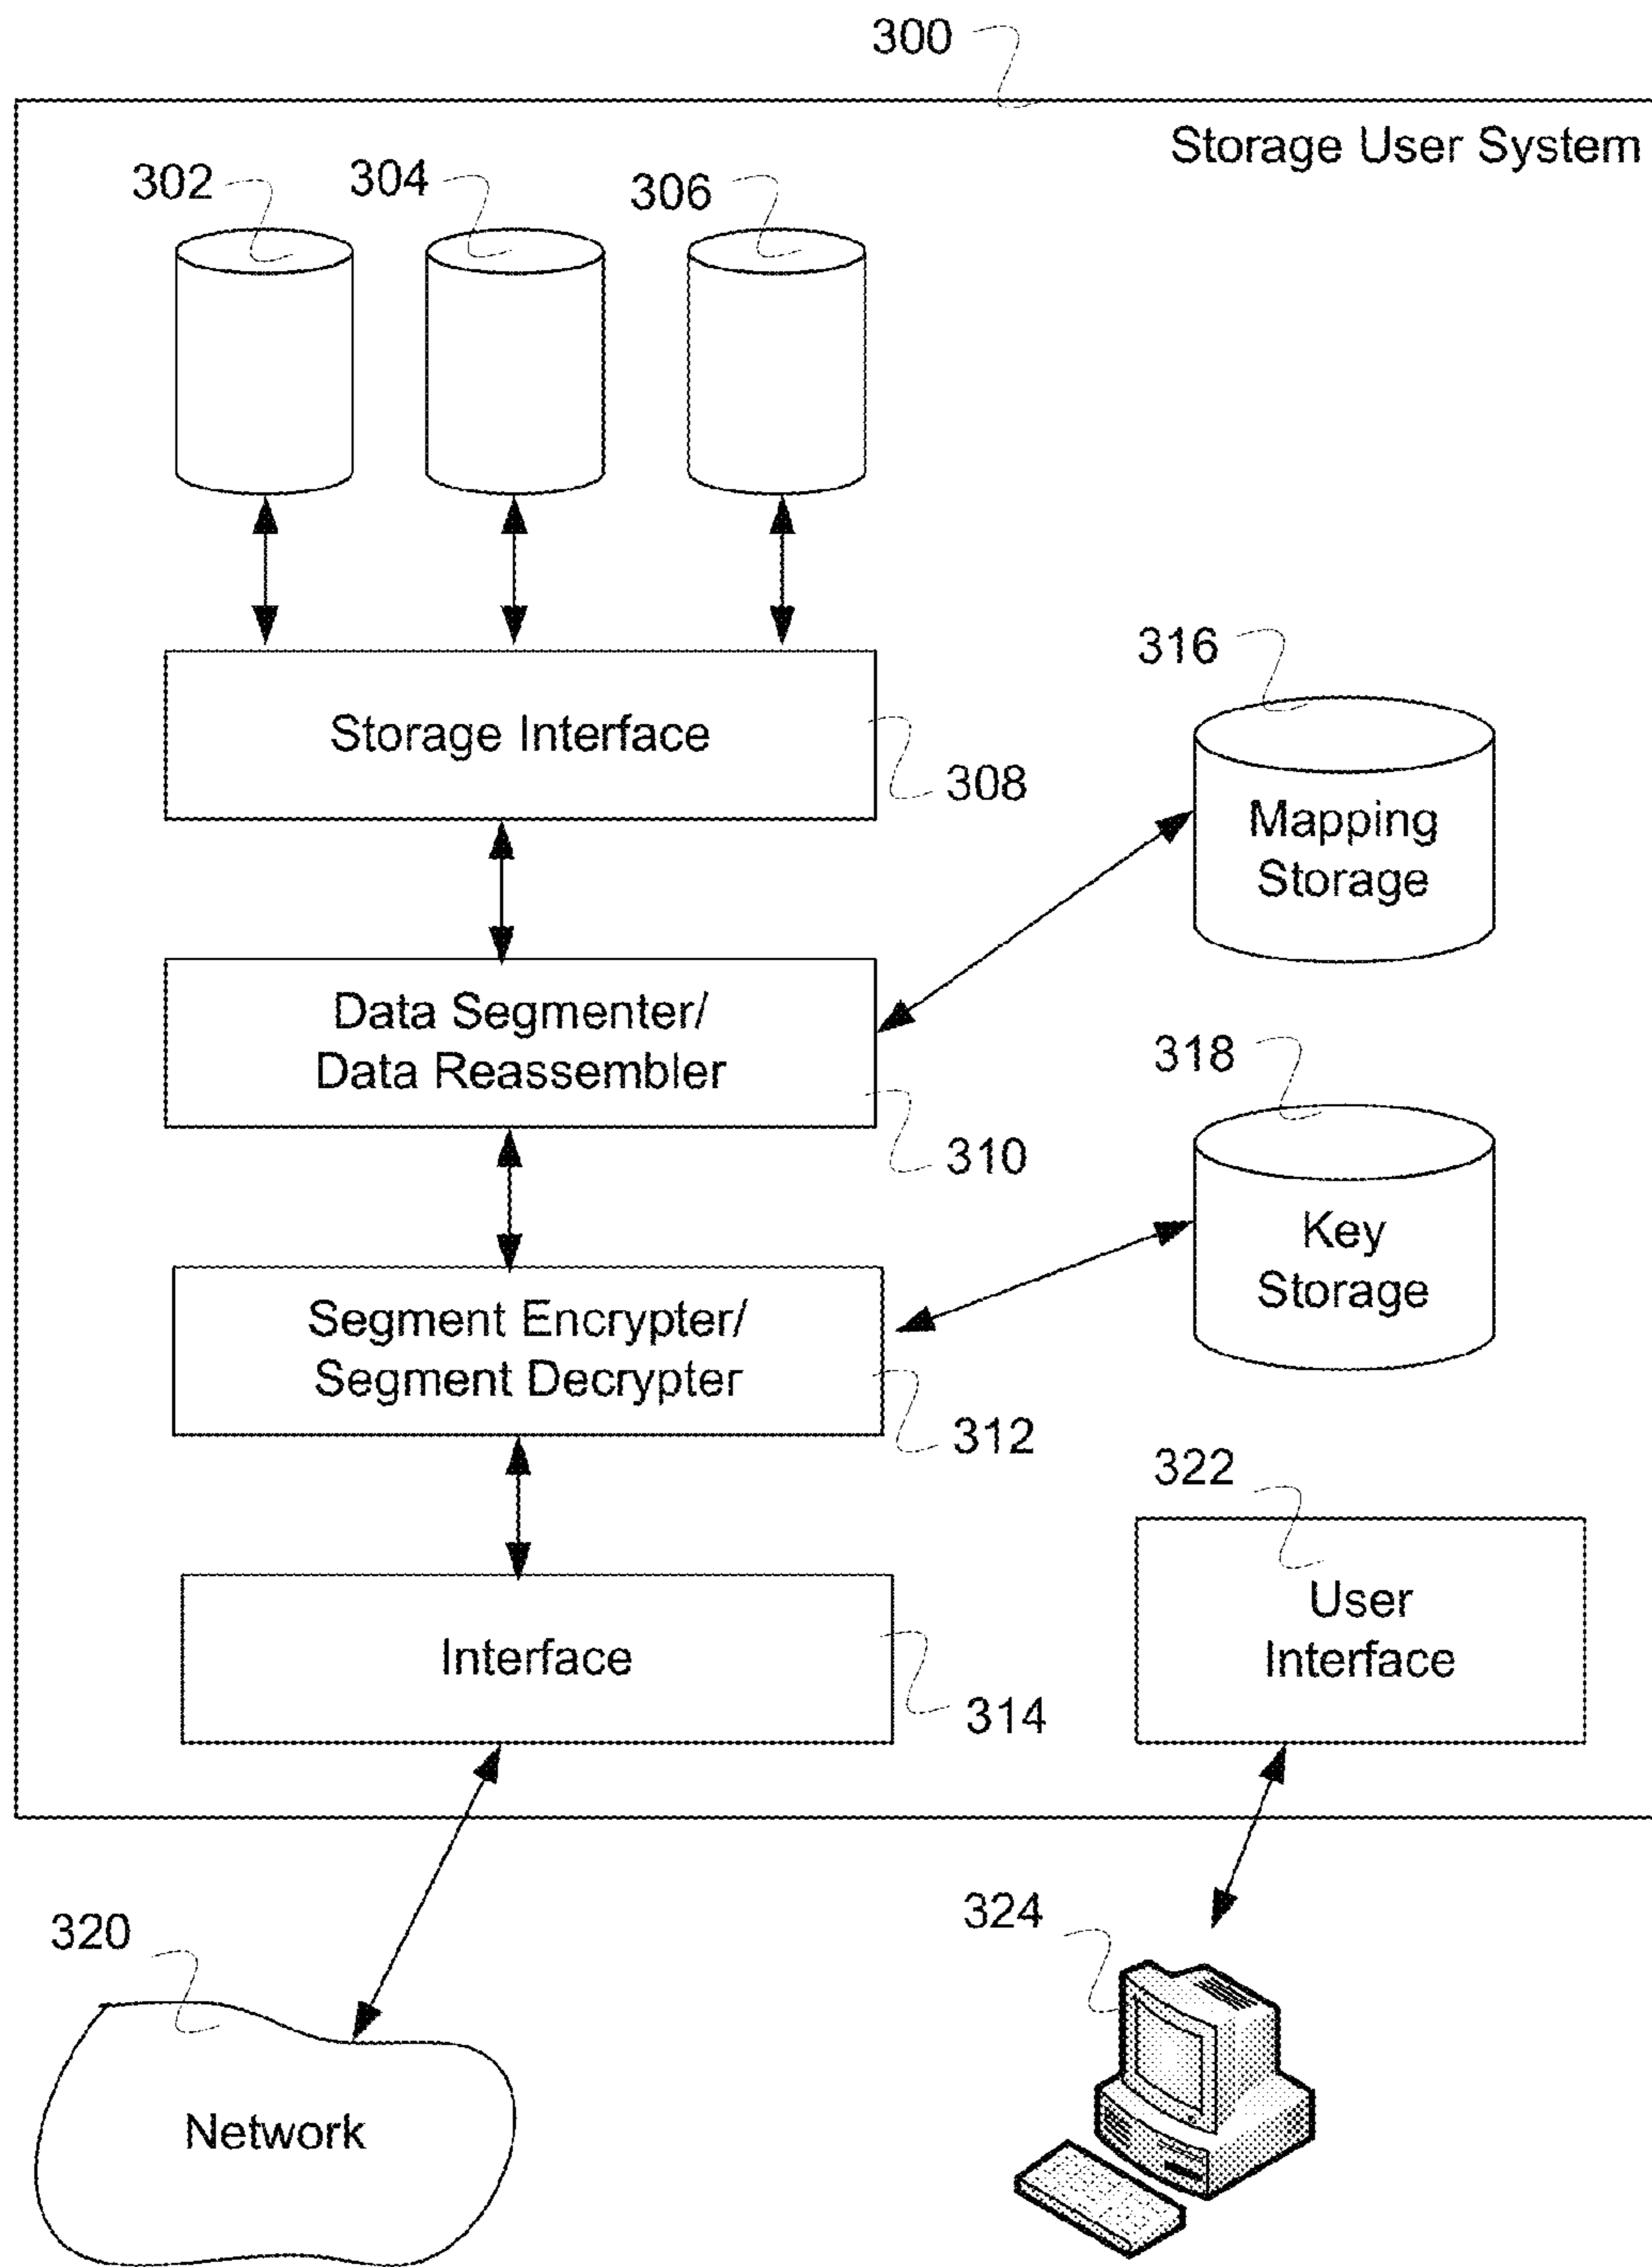 300
Storage User System
302
304
306
Storage Interface
308
316
Mapping
Storage
Data Segmenter/
Data Reassembler
310
318
Key
Storage
Segment Encrypter/
Segment Decrypter
312
322
User
Interface
Interface
314
320
324
Network